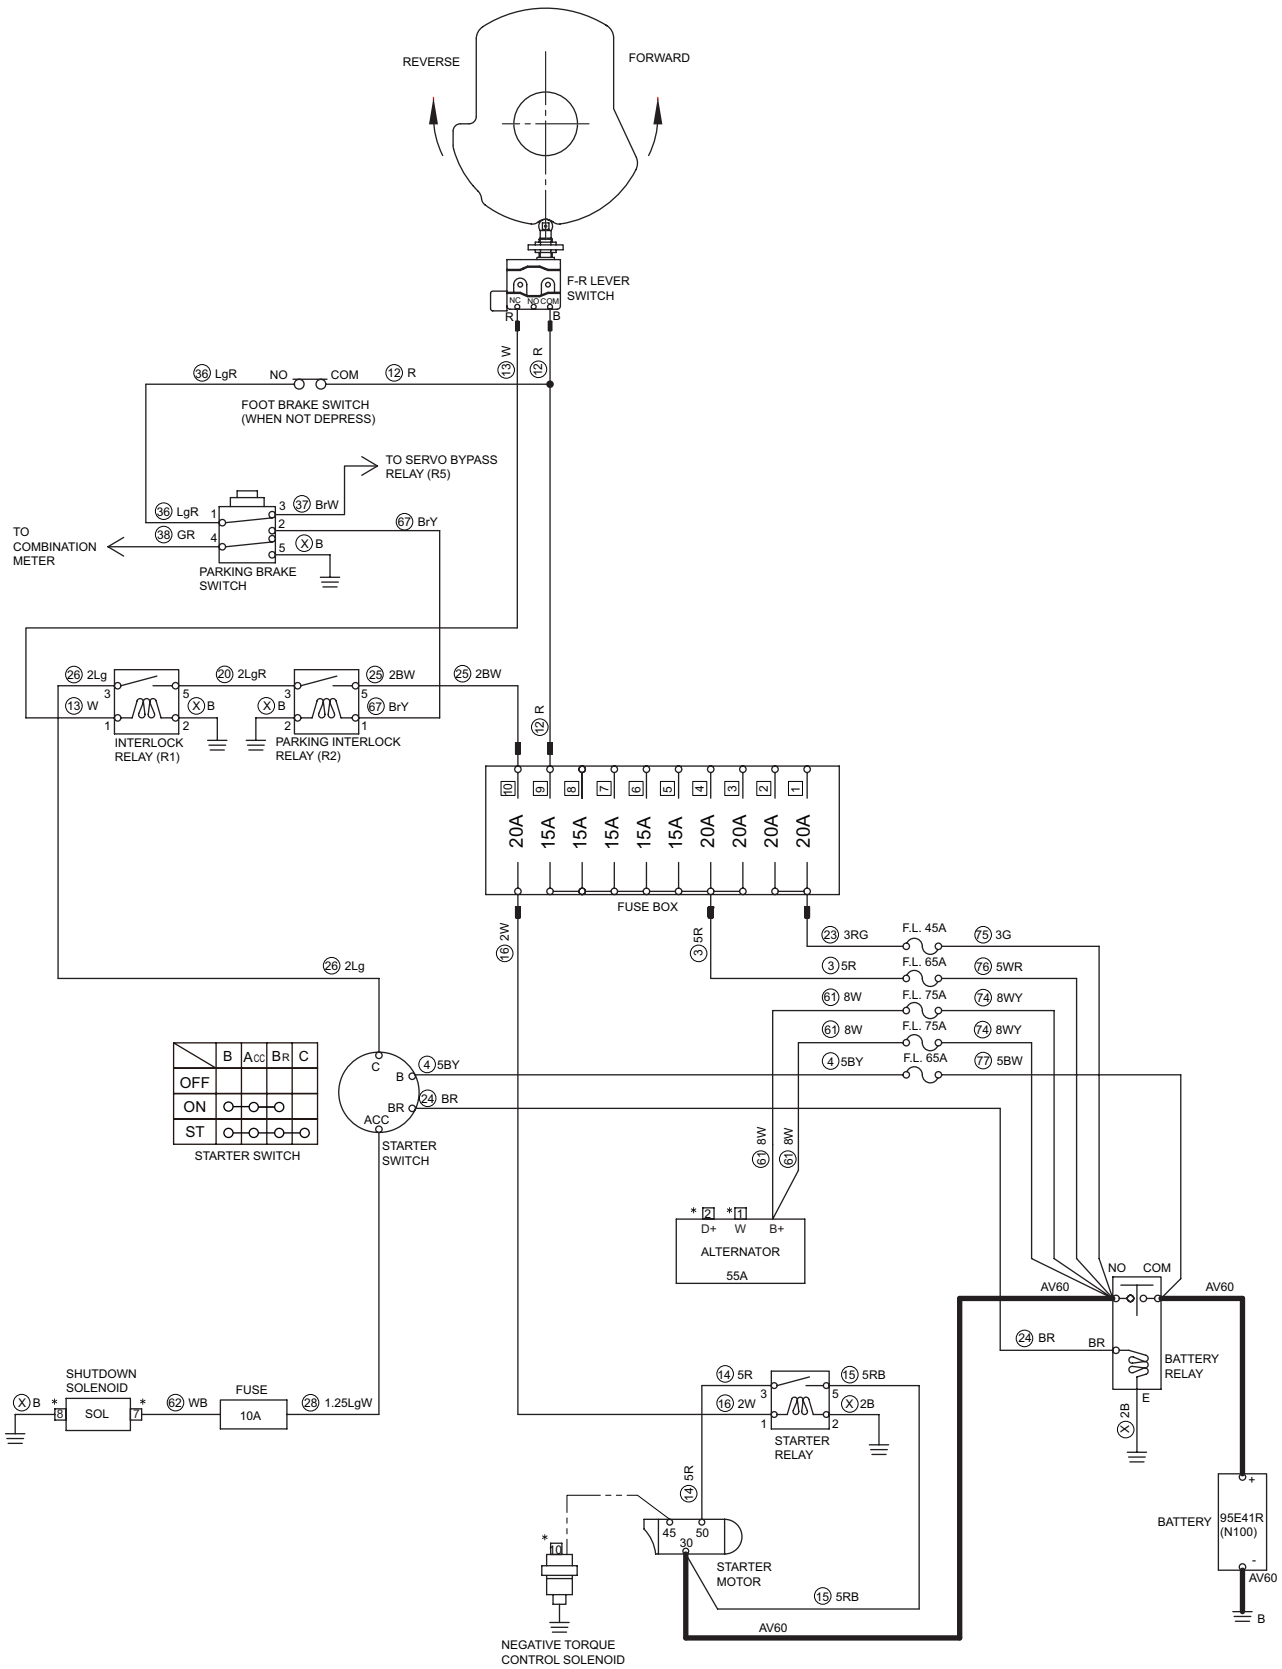 REVERSE
FORWARD
F-R LEVER
SWITCH
NC NO COM
R B
13 W
12 R
36 LgR
NO COM
12 R
FOOT BRAKE SWITCH
(WHEN NOT DEPRESS)
TO SERVO BYPASS
RELAY (R5)
37 BrW
3
36 LgR
1
2
67 BrY
TO
COMBINATION
METER
38 GR
4
5
X B
PARKING BRAKE
SWITCH
26 2Lg
20 2LgR
25 2BW
25 2BW
3
5
3
5
13 W
X B
X B
67 BrY
1
2
2
1
INTERLOCK
RELAY (R1)
PARKING INTERLOCK
RELAY (R2)
12 R
10 9 8 7 6 5 4 3 2 1
20A 15A 15A 15A 15A 15A 20A 20A 20A 20A
FUSE BOX
16 2W
3 5R
23 3RG
F.L. 45A
75 3G
3 5R
F.L. 65A
76 5WR
61 8W
F.L. 75A
74 8WY
61 8W
F.L. 75A
74 8WY
4 5BY
F.L. 65A
77 5BW
26 2Lg
B ACC BR C
OFF
ON
ST
STARTER SWITCH
C
B
4 5BY
BR
24 BR
ACC
STARTER
SWITCH
61 8W
61 8W
* 2
* 1
D+ W B+
ALTERNATOR
55A
NO COM
AV60
AV60
24 BR
BR
BATTERY
RELAY
E
X 2B
SHUTDOWN
SOLENOID
X B
*
8
SOL
7
*
62 WB
FUSE
10A
28 1.25LgW
14 5R
15 5RB
3
5
16 2W
X 2B
1
2
STARTER
RELAY
14 5R
45 50
30
STARTER
MOTOR
15 5RB
AV60
*
10
NEGATIVE TORQUE
CONTROL SOLENOID
+
BATTERY
95E41R
(N100)
-
AV60
B